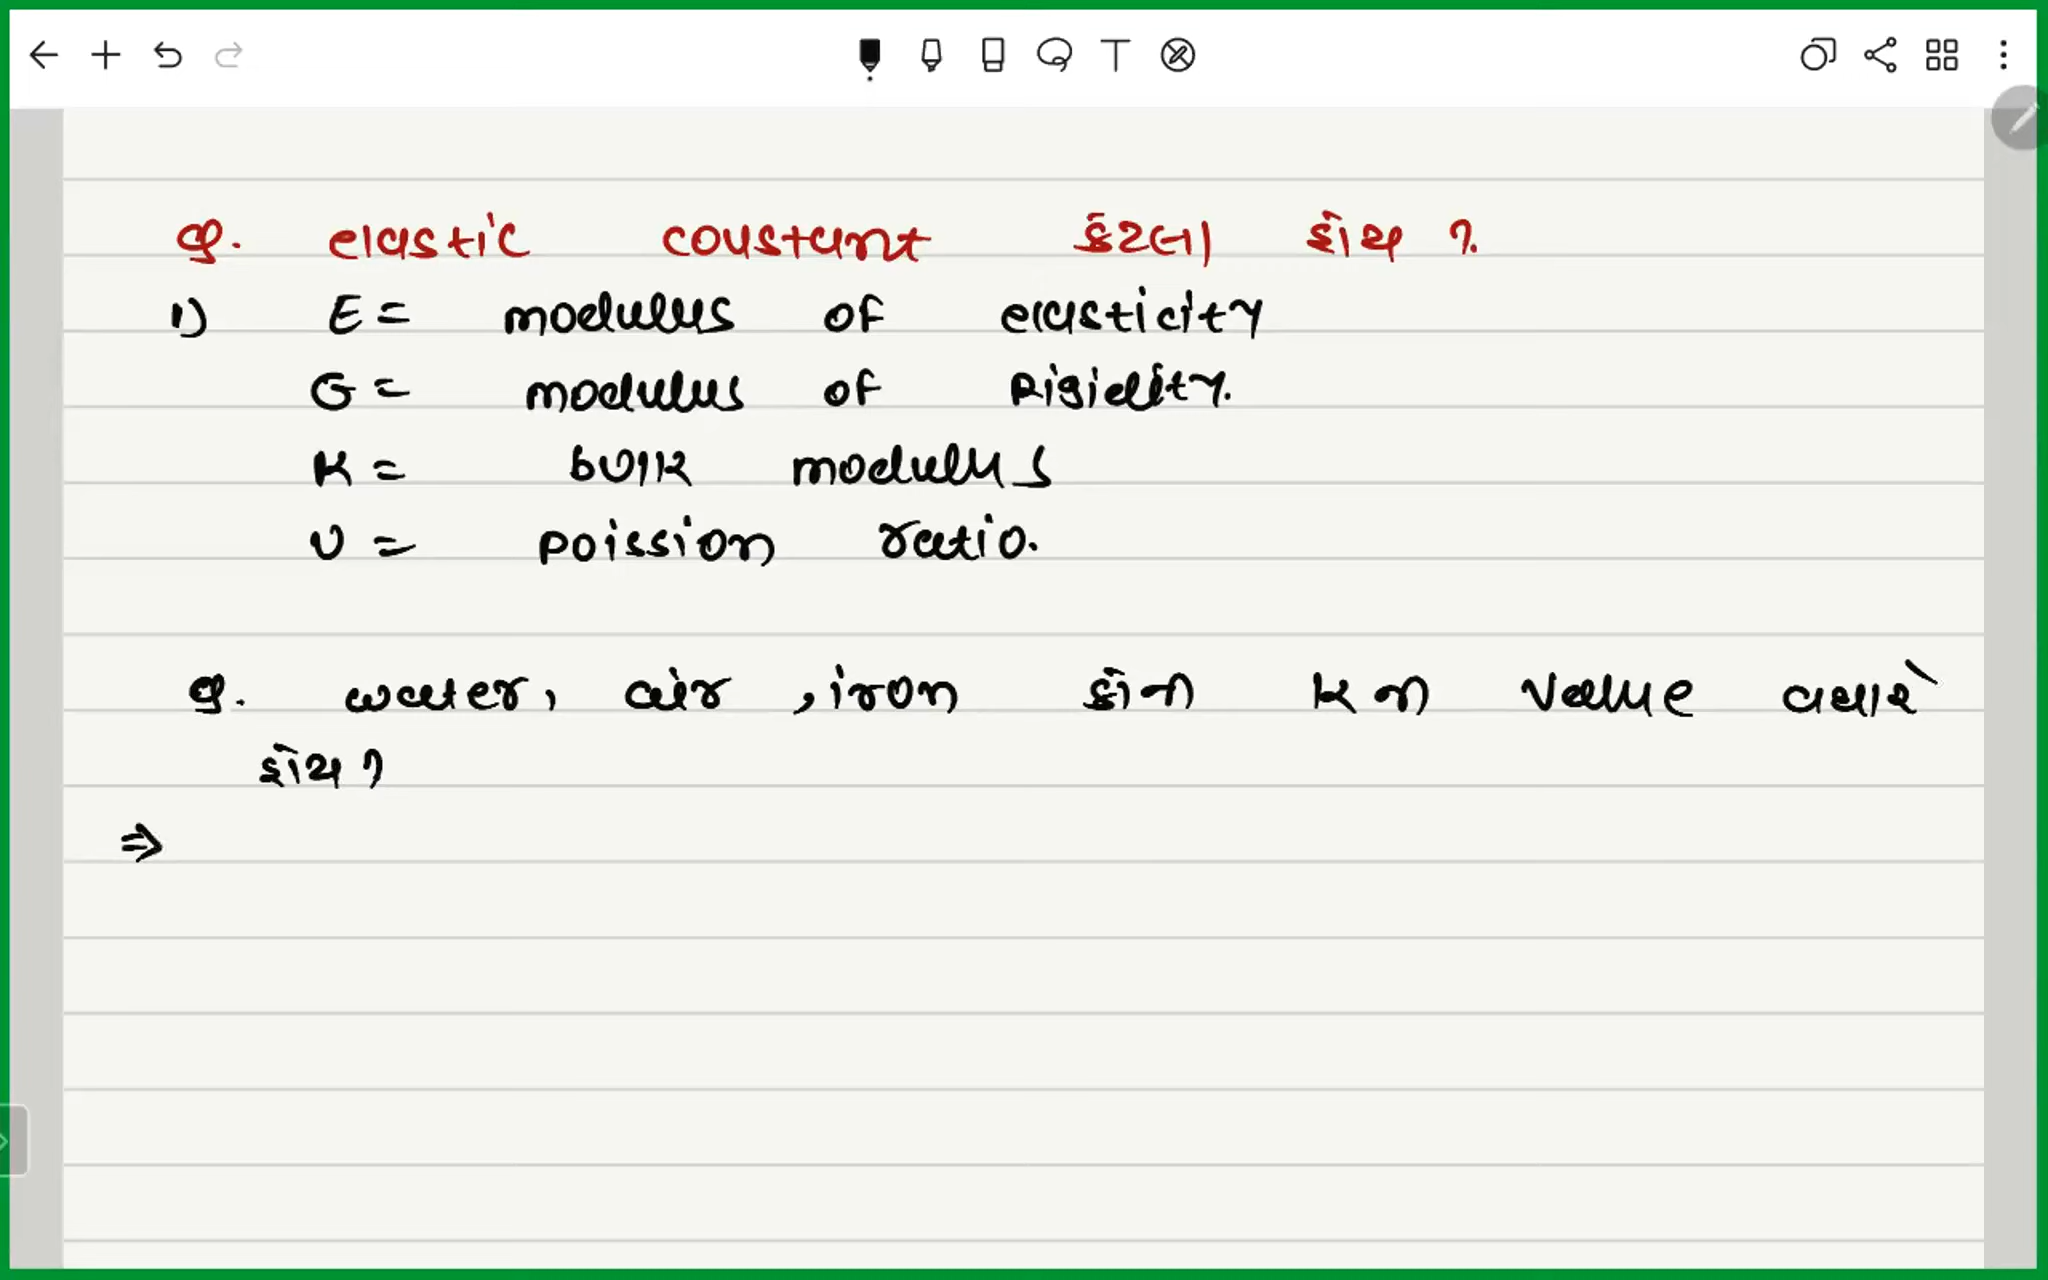 Q. elastic constant કેટલા હોય ?
1) E = modulus of elasticity
G = modulus of Rigidity.
K = bulk modulus
υ = poission ratio.
Q. water, air , iron કોન K ન value વધારે
હોય ?
⇒